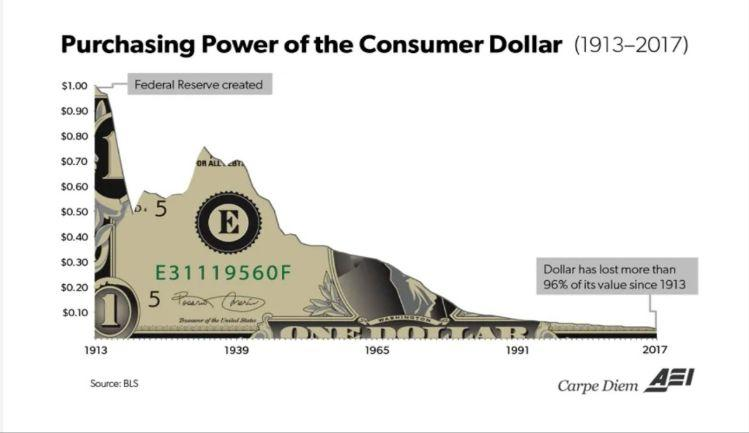 Purchasing Power of the Consumer Dollar (1913–2017)
$1.00
Federal Reserve created
$0.90
$0.80
$0.70
OR ALL
$0.60
$0.50
5
E
$0.40
$0.30
E31119560F
Dollar has lost more than
96% of its value since 1913
$0.20
5
$0.10
1
Treasurer of the United States
WASHINGTON
ONE DOLLAR
1913
1939
1965
1991
2017
Source: BLS
Carpe Diem AEI